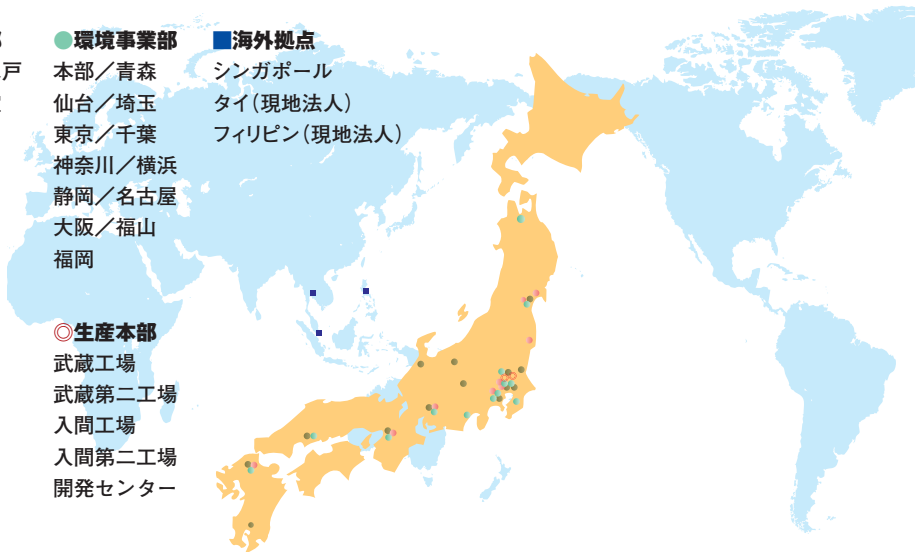 ●環境事業部
本部／青森
仙台／埼玉
東京／千葉
神奈川／横浜
静岡／名古屋
大阪／福山
福岡
◎生産本部
武蔵工場
武蔵第二工場
入間工場
入間第二工場
開発センター
■海外拠点
シンガポール
タイ（現地法人）
フィリピン（現地法人）